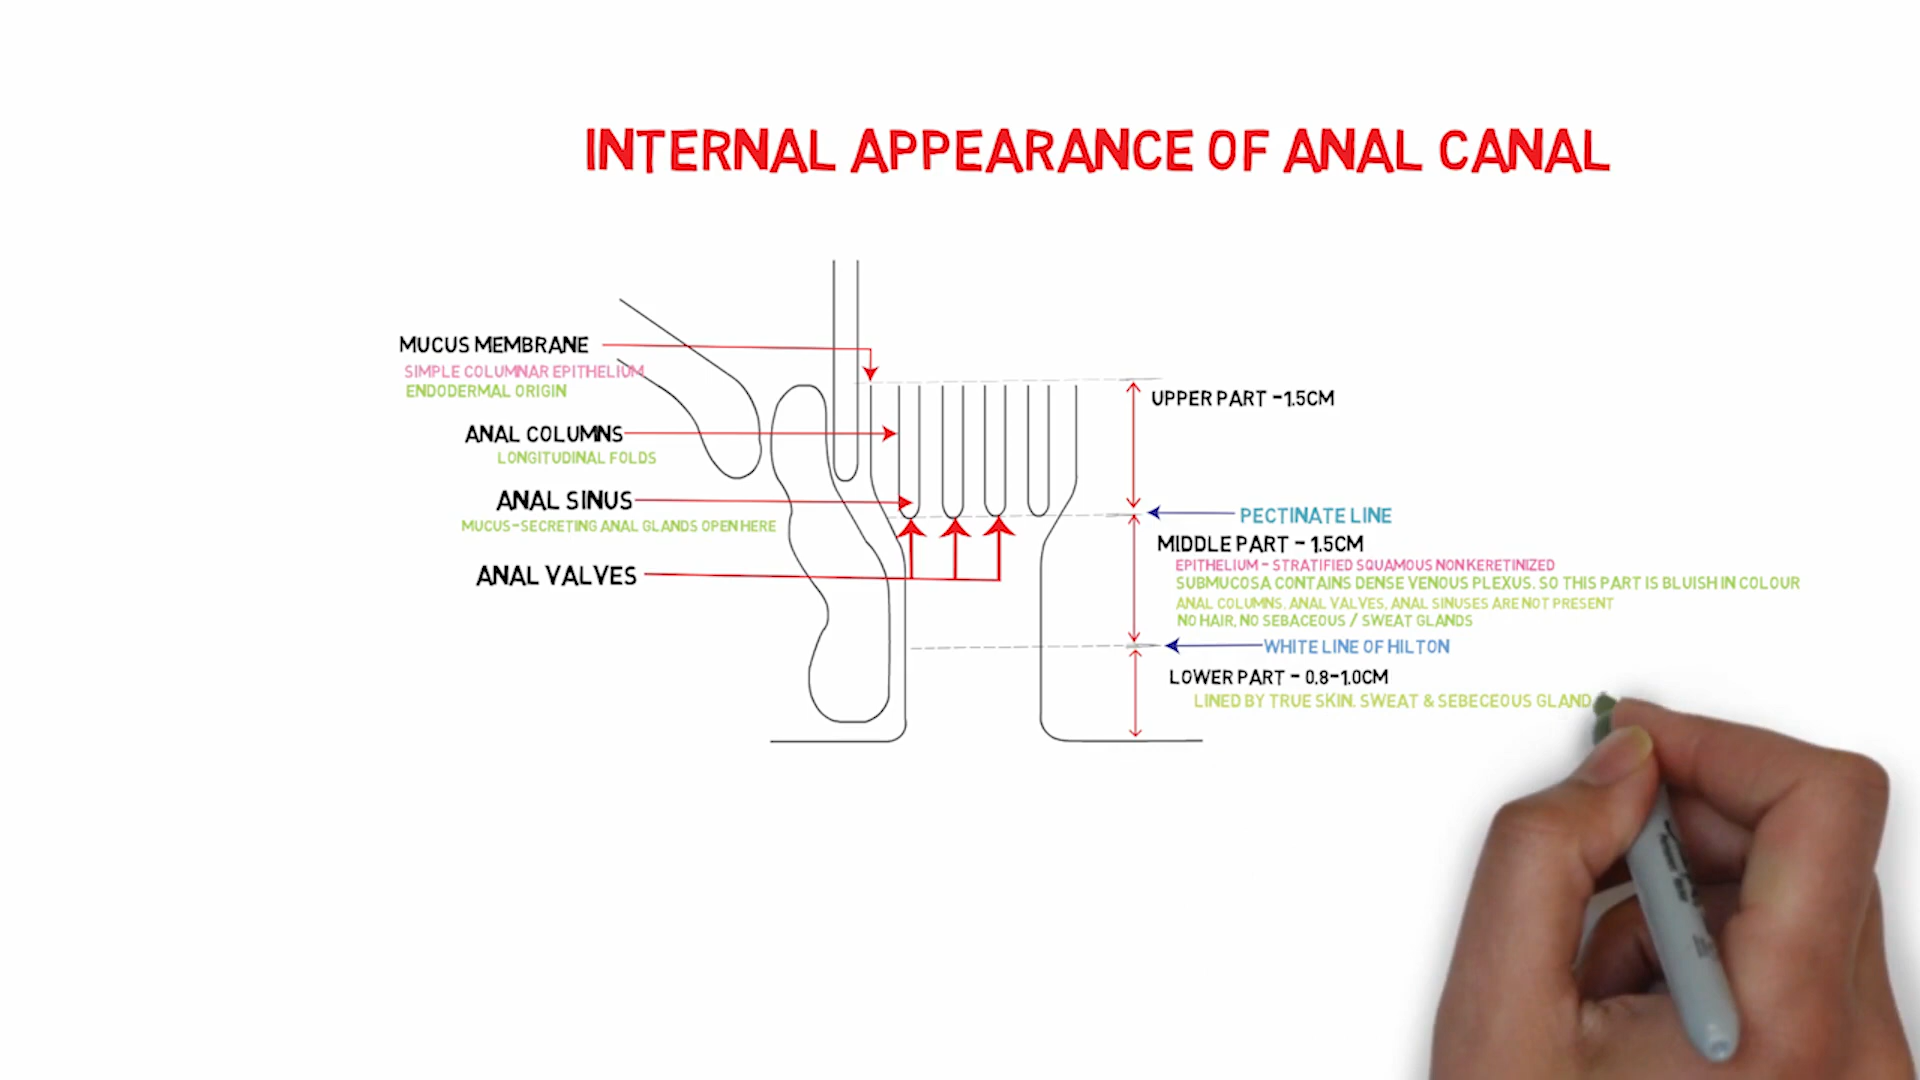 INTERNAL APPEARANCE OF ANAL CANAL
MUCUS MEMBRANE
SIMPLE COLUMNAR EPITHELIUM
ENDODERMAL ORIGIN
ANAL COLUMNS
LONGITUDINAL FOLDS
ANAL SINUS
MUCUS-SECRETING ANAL GLANDS OPEN HERE
ANAL VALVES
UPPER PART -1.5CM
PECTINATE LINE
MIDDLE PART - 1.5CM
EPITHELIUM - STRATIFIED SQUAMOUS NON KERETINIZED
SUBMUCOSA CONTAINS DENSE VENOUS PLEXUS. SO THIS PART IS BLUISH IN COLOUR
ANAL COLUMNS, ANAL VALVES, ANAL SINUSES ARE NOT PRESENT
NO HAIR, NO SEBACEOUS / SWEAT GLANDS
WHITE LINE OF HILTON
LOWER PART - 0.8-1.0CM
LINED BY TRUE SKIN. SWEAT & SEBECEOUS GLAND